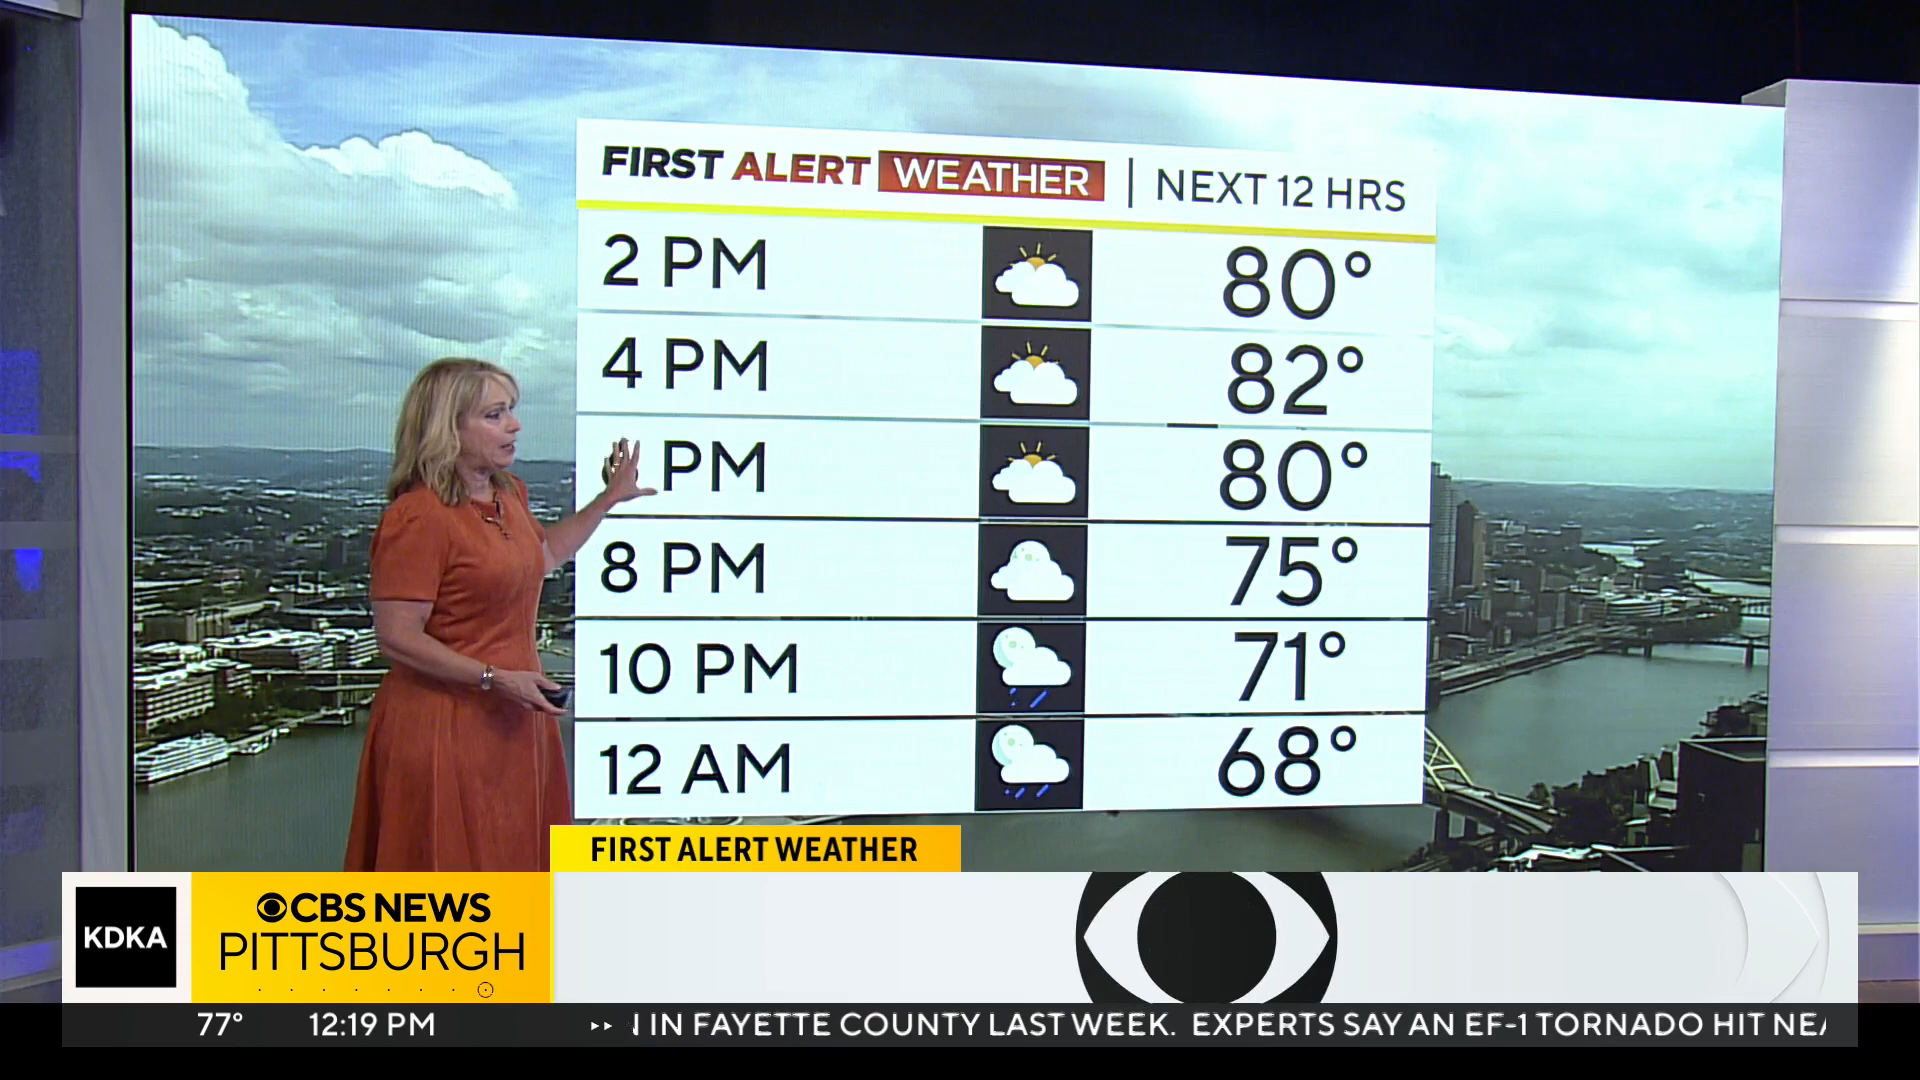 FIRST ALERT WEATHER | NEXT 12 HRS
2 PM 80°
4 PM 82°
PM 80°
8 PM 75°
10 PM 71°
12 AM 68°
FIRST ALERT WEATHER
KDKA
CBS NEWS
PITTSBURGH
77° 12:19 PM IN FAYETTE COUNTY LAST WEEK. EXPERTS SAY AN EF-1 TORNADO HIT